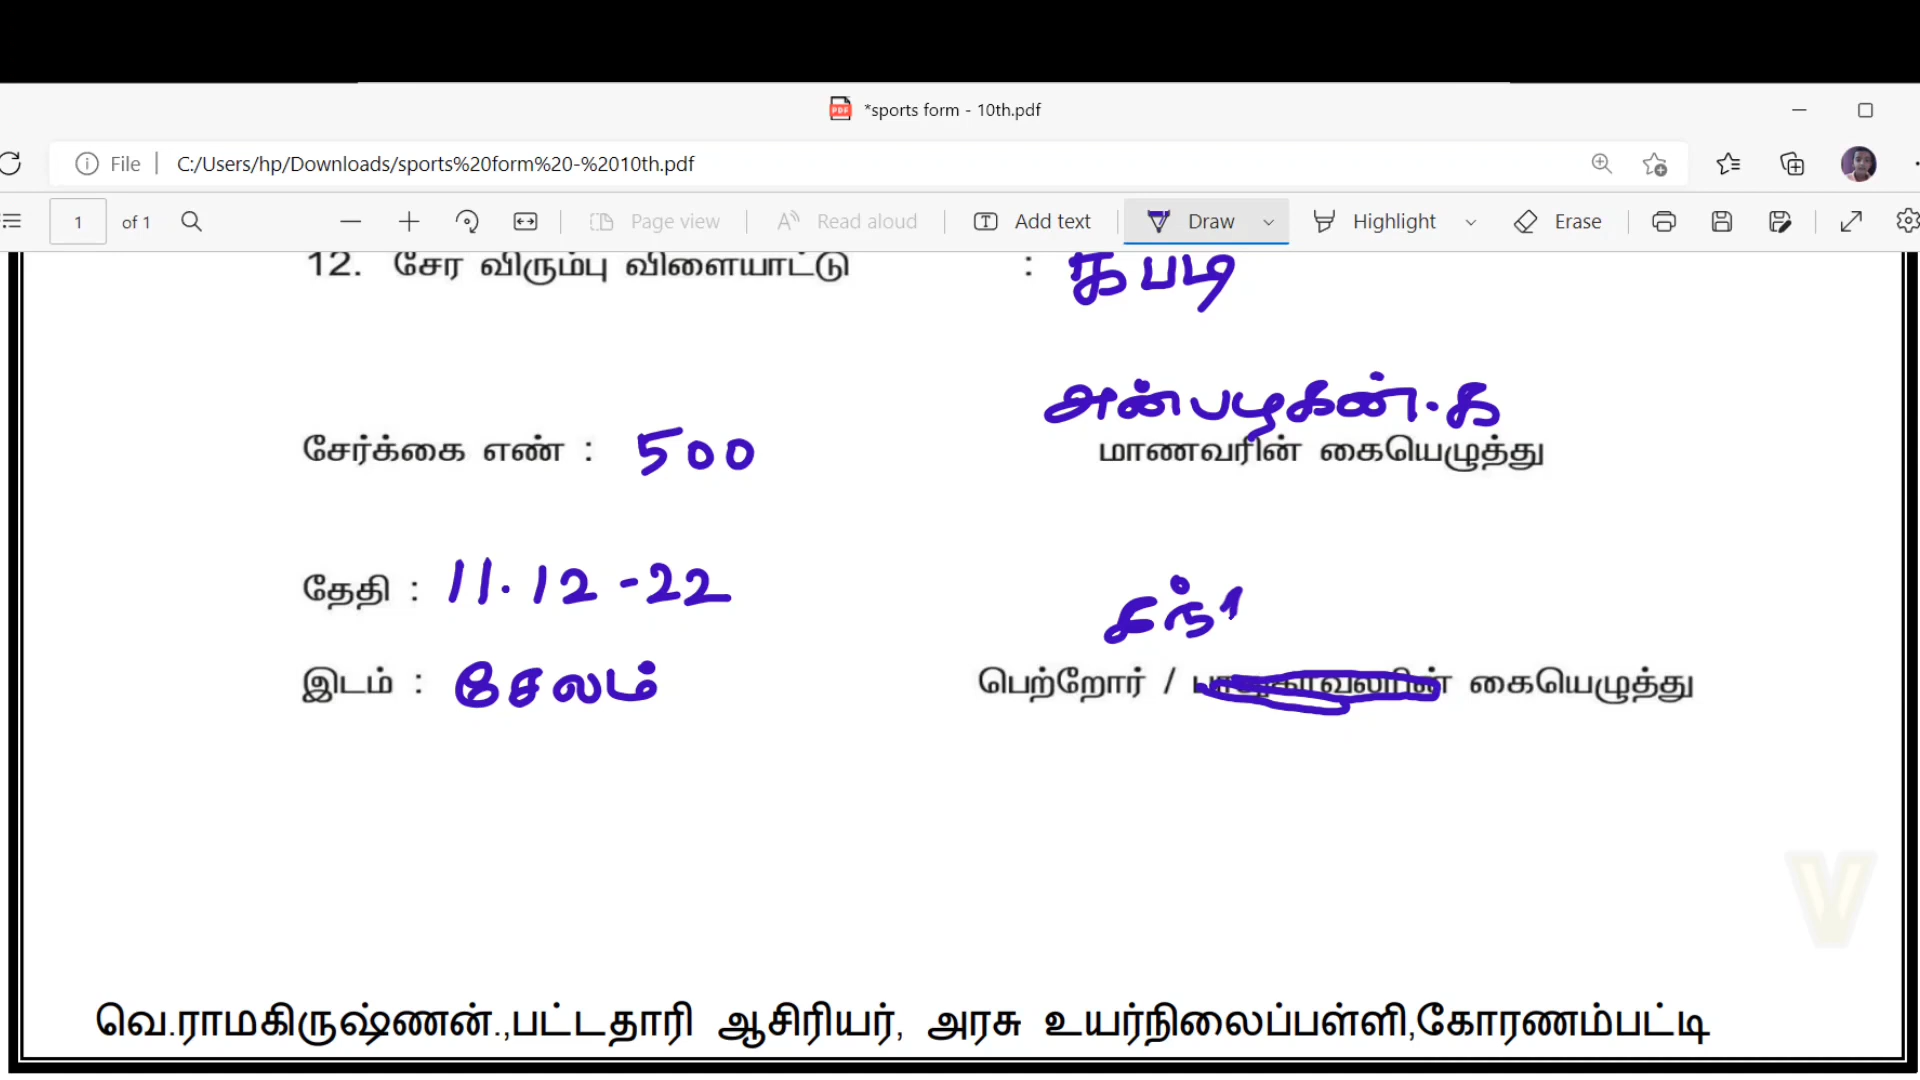 *sports form - 10th.pdf
File | C:/Users/hp/Downloads/sports%20form%20-%2010th.pdf
1 of 1 Page view Read aloud Add text Draw Highlight Erase
12. சேர விரும்பு விளையாட்டு : கபடி
அன்பழகன்.க
சேர்க்கை எண் : 500 மாணவரின் கையெழுத்து
தேதி : 11.12-22
இடம் : சேலம் பெற்றோர் / பாதுகாவலரின் கையெழுத்து
V
வெ.ராமகிருஷ்ணன்.,பட்டதாரி ஆசிரியர், அரசு உயர்நிலைப்பள்ளி,கோரணம்பட்டி